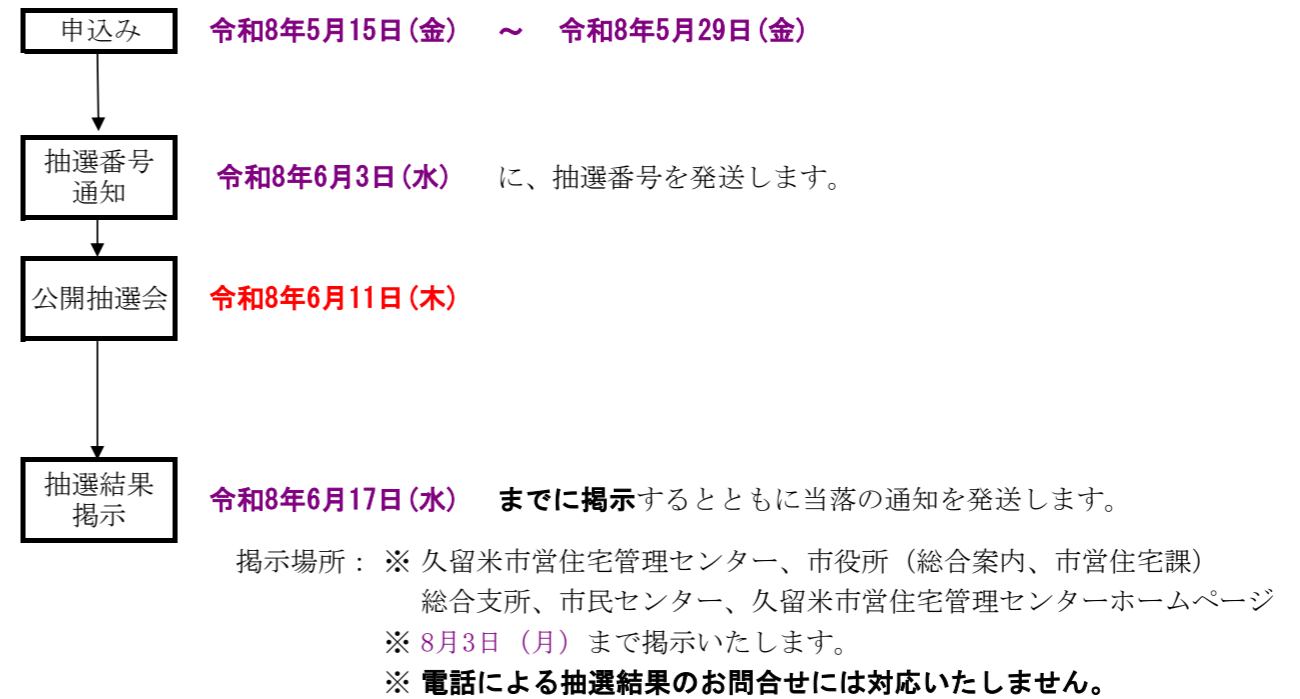 申込み 令和8年5月15日(金) ～ 令和8年5月29日(金)
抽選番号
通知
令和8年6月3日(水) に、抽選番号を発送します。
公開抽選会 令和8年6月11日(木)
抽選結果
掲示
令和8年6月17日(水) までに掲示するとともに当落の通知を発送します。
掲示場所：※ 久留米市営住宅管理センター、市役所（総合案内、市営住宅課）
総合支所、市民センター、久留米市営住宅管理センターホームページ
※ 8月3日（月）まで掲示いたします。
※ 電話による抽選結果のお問合せには対応いたしません。